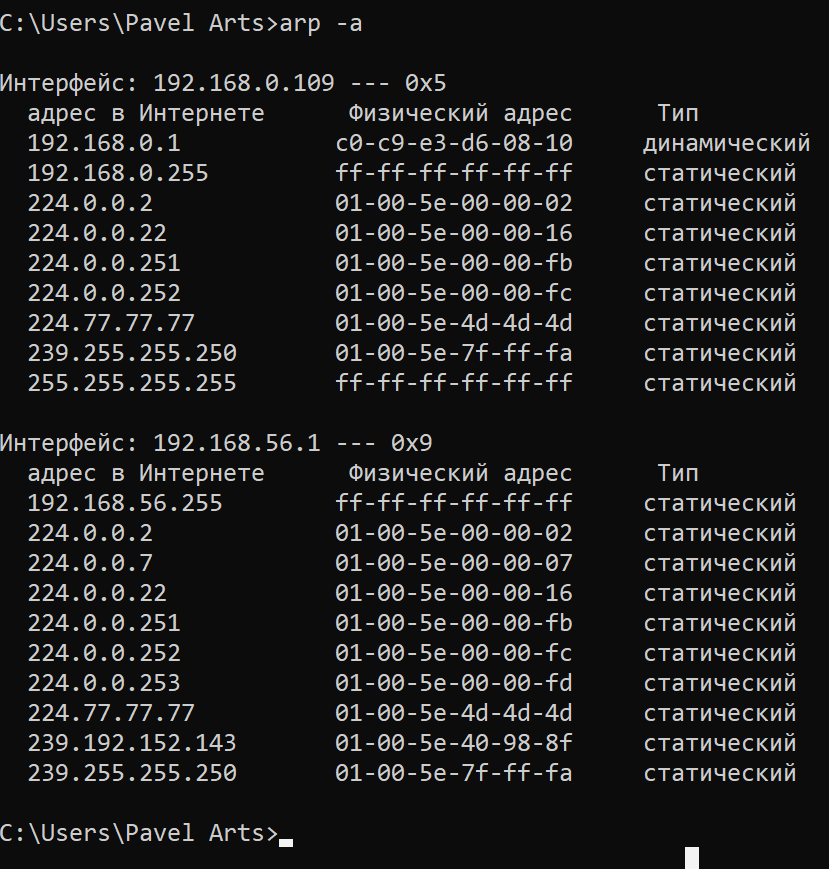 C:\Users\Pavel Arts>arp -a
Интерфейс: 192.168.0.109 --- 0x5
адрес в Интернете Физический адрес Тип
192.168.0.1 c0-c9-e3-d6-08-10 динамический
192.168.0.255 ff-ff-ff-ff-ff-ff статический
224.0.0.2 01-00-5e-00-00-02 статический
224.0.0.22 01-00-5e-00-00-16 статический
224.0.0.251 01-00-5e-00-00-fb статический
224.0.0.252 01-00-5e-00-00-fc статический
224.77.77.77 01-00-5e-4d-4d-4d статический
239.255.255.250 01-00-5e-7f-ff-fa статический
255.255.255.255 ff-ff-ff-ff-ff-ff статический
Интерфейс: 192.168.56.1 --- 0x9
адрес в Интернете Физический адрес Тип
192.168.56.255 ff-ff-ff-ff-ff-ff статический
224.0.0.2 01-00-5e-00-00-02 статический
224.0.0.7 01-00-5e-00-00-07 статический
224.0.0.22 01-00-5e-00-00-16 статический
224.0.0.251 01-00-5e-00-00-fb статический
224.0.0.252 01-00-5e-00-00-fc статический
224.0.0.253 01-00-5e-00-00-fd статический
224.77.77.77 01-00-5e-4d-4d-4d статический
239.192.152.143 01-00-5e-40-98-8f статический
239.255.255.250 01-00-5e-7f-ff-fa статический
C:\Users\Pavel Arts>